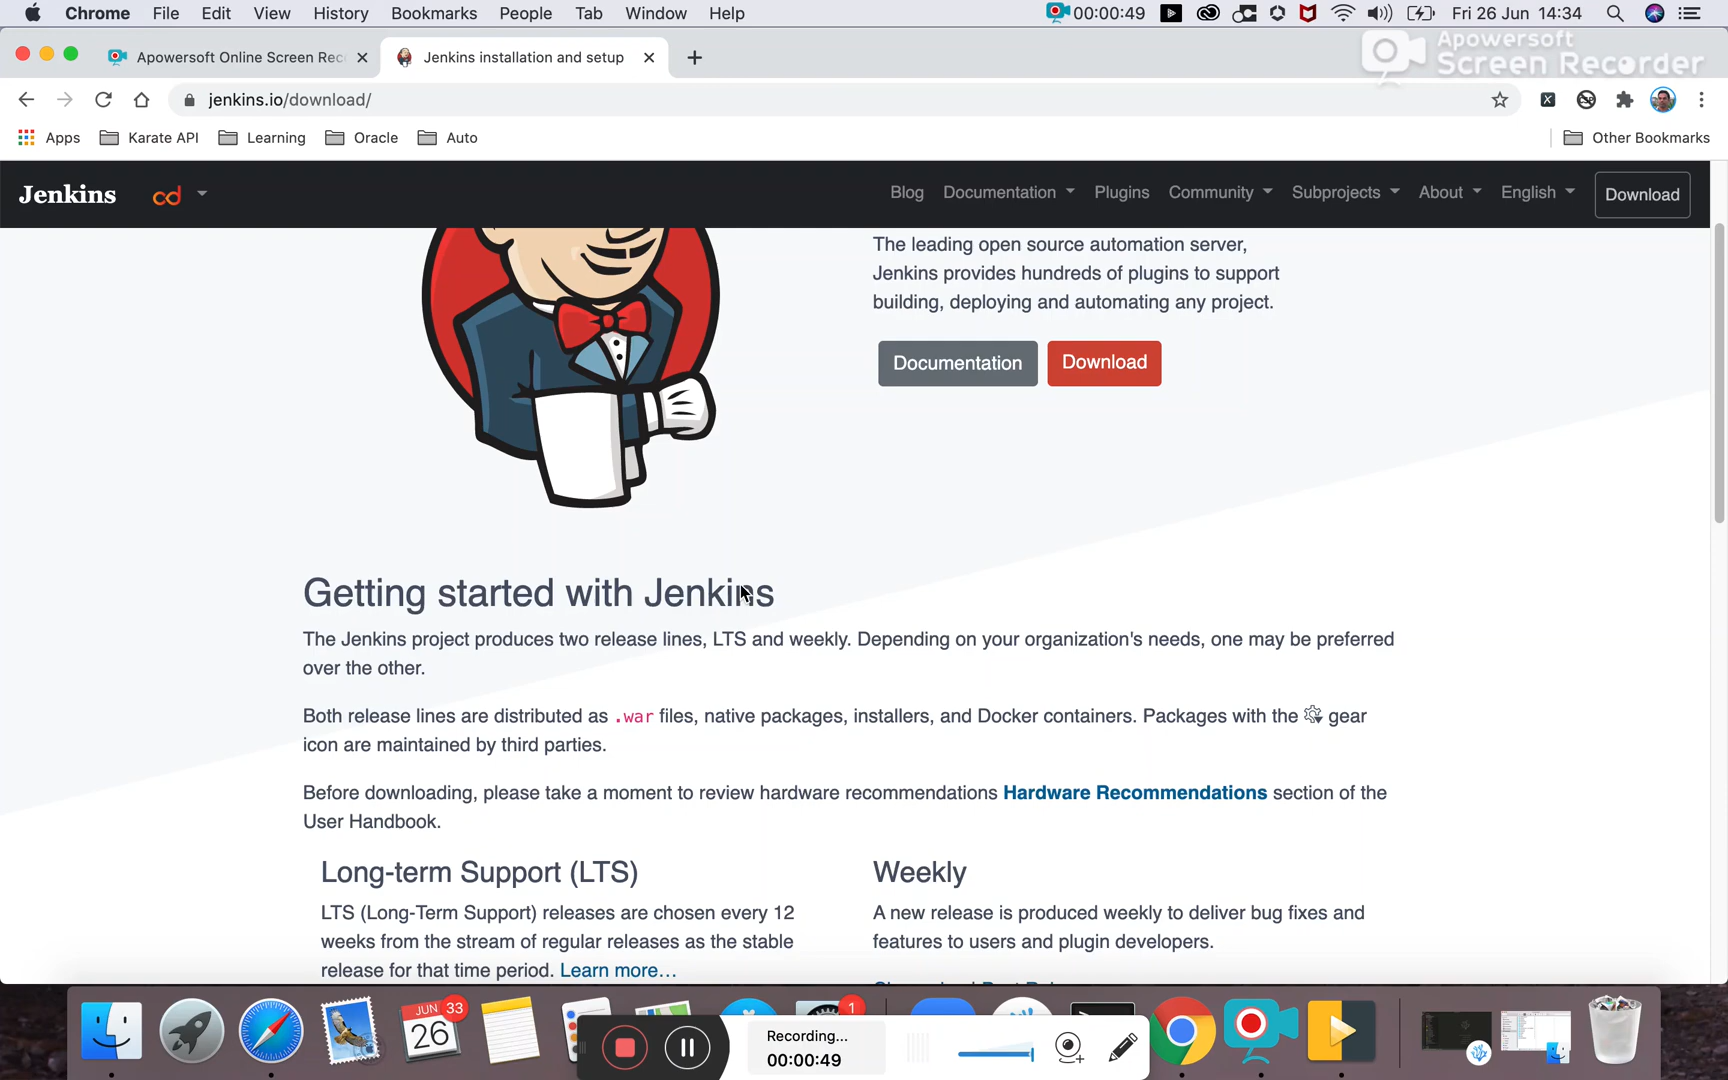 Chrome File Edit View History Bookmarks People Tab Window Help 00:00:49 Fri 26 Jun 14:34
Apowersoft Online Screen Rec Jenkins installation and setup
Apowersoft
Screen Recorder
jenkins.io/download/
Apps Karate API Learning Oracle Auto Other Bookmarks
Jenkins cd Blog Documentation Plugins Community Subprojects About English Download
The leading open source automation server,
Jenkins provides hundreds of plugins to support
building, deploying and automating any project.
Documentation Download
Getting started with Jenkins
The Jenkins project produces two release lines, LTS and weekly. Depending on your organization's needs, one may be preferred
over the other.
Both release lines are distributed as .war files, native packages, installers, and Docker containers. Packages with the gear
icon are maintained by third parties.
Before downloading, please take a moment to review hardware recommendations Hardware Recommendations section of the
User Handbook.
Long-term Support (LTS)
LTS (Long-Term Support) releases are chosen every 12
weeks from the stream of regular releases as the stable
release for that time period. Learn more…
Weekly
A new release is produced weekly to deliver bug fixes and
features to users and plugin developers.
JUN 33
26
1
Recording...
00:00:49